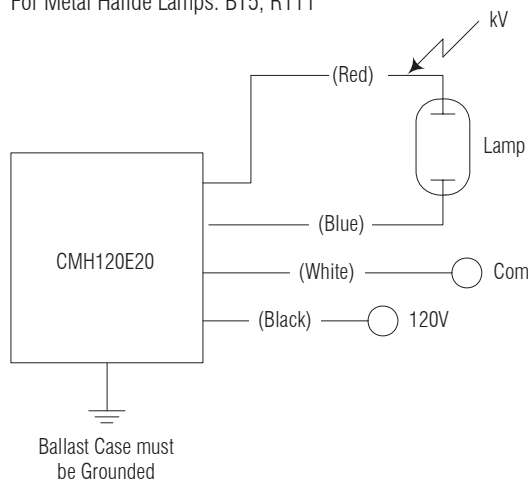 For Metal Halide Lamps: B15, R111
kV
(Red)
Lamp
(Blue)
CMH120E20
(White)
Com
(Black)
120V
Ballast Case must
be Grounded